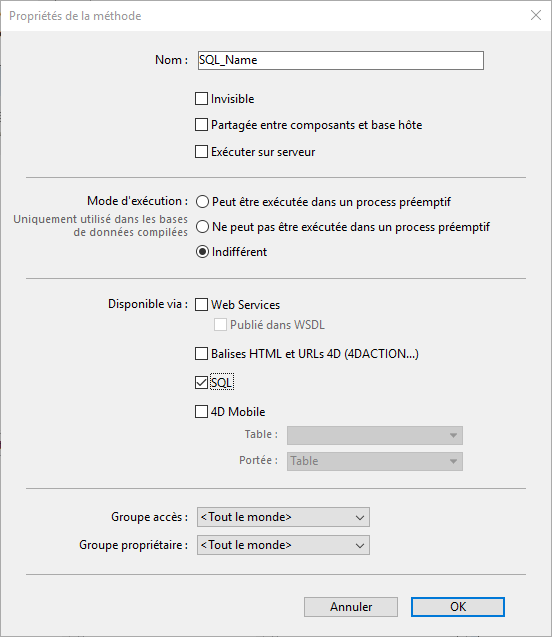 Propriétés de la méthode
Nom : SQL_Name
Invisible
Partagée entre composants et base hôte
Exécuter sur serveur
Mode d'exécution : Peut être exécutée dans un process préemptif
Uniquement utilisé dans les bases
de données compilées
Ne peut pas être exécutée dans un process préemptif
Indifférent
Disponible via : Web Services
Publié dans WSDL
Balises HTML et URLs 4D (4DACTION...)
SQL
4D Mobile
Table :
Portée : Table
Groupe accès : <Tout le monde>
Groupe propriétaire : <Tout le monde>
Annuler OK